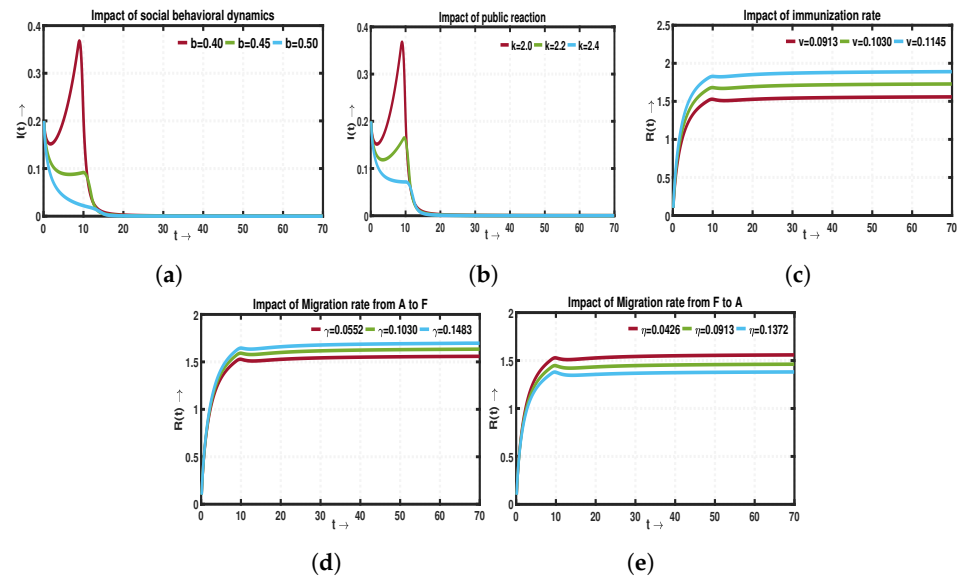 Impact of social behavioral dynamics
b=0.40 b=0.45 b=0.50
I(t) →
0.4
0.3
0.2
0.1
0
0 10 20 30 40 50 60 70
t →
(a)
Impact of public reaction
k=2.0 k=2.2 k=2.4
I(t) →
0.4
0.3
0.2
0.1
0
0 10 20 30 40 50 60 70
t →
(b)
Impact of immunization rate
v=0.0913 v=0.1030 v=0.1145
R(t) →
2.5
2
1.5
1
0.5
0
0 10 20 30 40 50 60 70
t →
(c)
Impact of Migration rate from A to F
γ=0.0552 γ=0.1030 γ=0.1483
R(t) →
2
1.5
1
0.5
0
0 10 20 30 40 50 60 70
t →
(d)
Impact of Migration rate from F to A
η=0.0426 η=0.0913 η=0.1372
R(t) →
2
1.5
1
0.5
0
0 10 20 30 40 50 60 70
t →
(e)